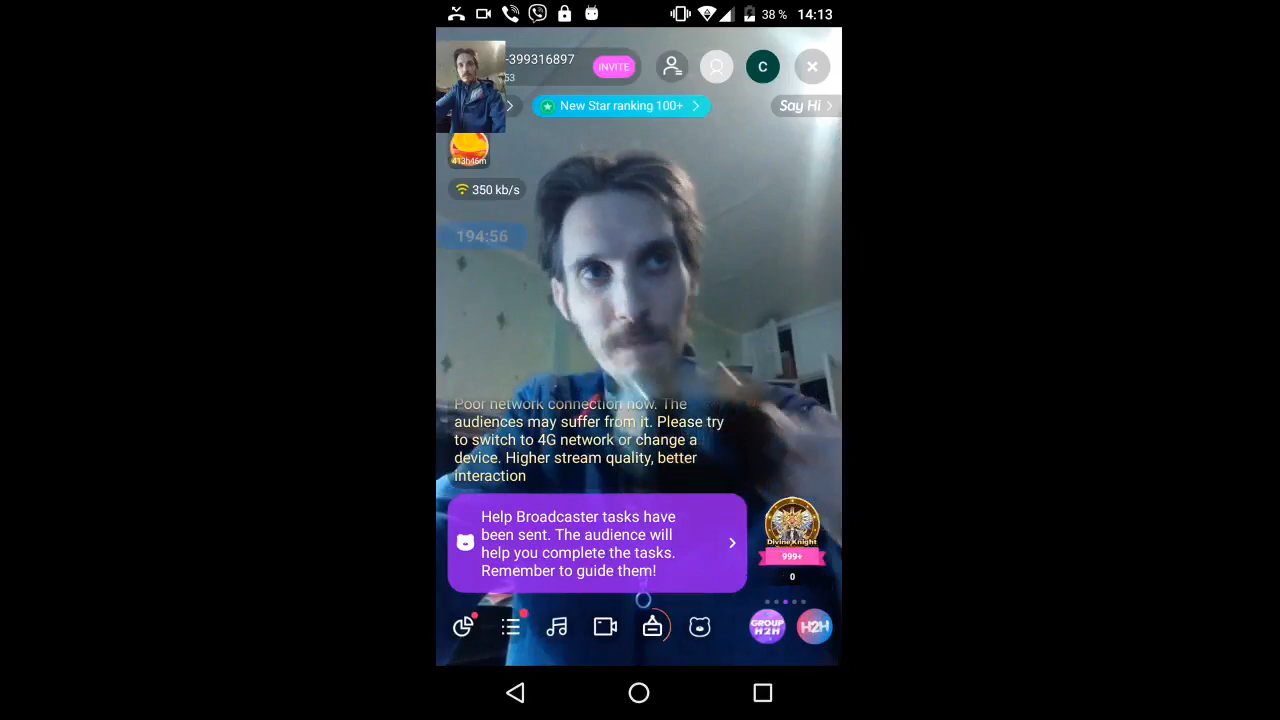 38 %
14:13
-399316897
53
INVITE
C
New Star ranking 100+
Say Hi
413h46m
350 kb/s
194:56
Poor network connection now. The
audiences may suffer from it. Please try
to switch to 4G network or change a
device. Higher stream quality, better
interaction
Help Broadcaster tasks have
been sent. The audience will
help you complete the tasks.
Remember to guide them!
Divine Knight
999+
0
GROUP
H2H
H2H